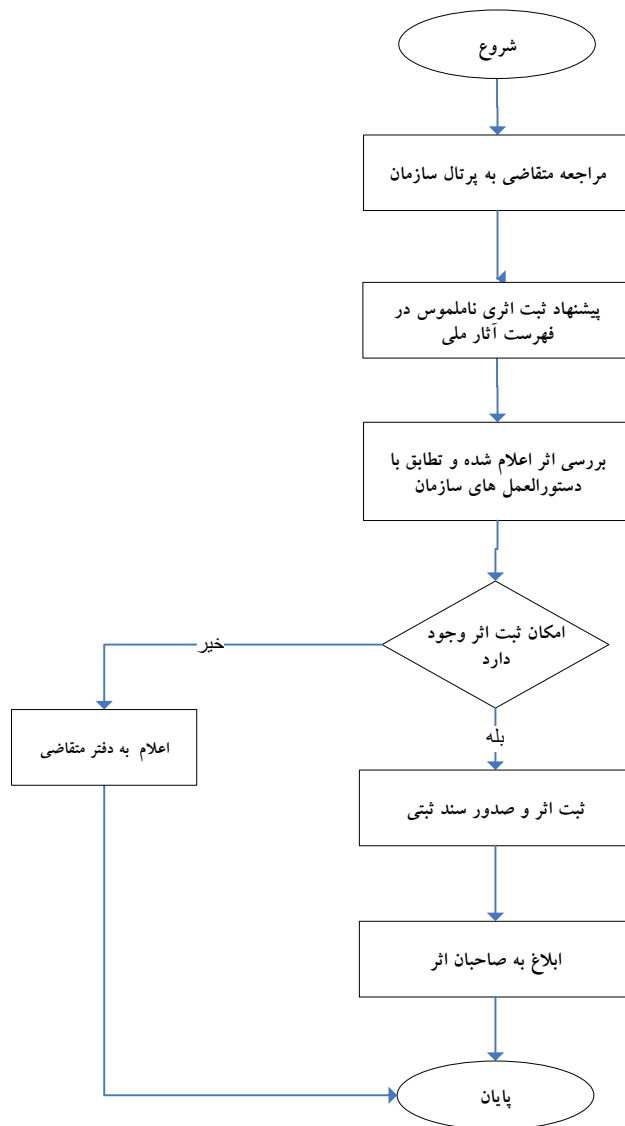 شروع
مراجعه متقاضی به پرتال سازمان
پیشنهاد ثبت اثری ناملموس در
فهرست آثار ملی
بررسی اثر اعلام شده و تطابق با
دستورالعمل های سازمان
امکان ثبت اثر وجود
دارد
خیر
اعلام به دفتر متقاضی
بله
ثبت اثر و صدور سند ثبتی
ابلاغ به صاحبان اثر
پایان